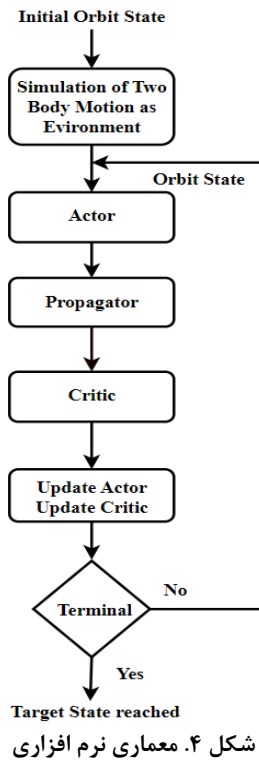 Initial Orbit State
Simulation of Two
Body Motion as
Evironment
Orbit State
Actor
Propagator
Critic
Update Actor
Update Critic
Terminal
No
Yes
Target State reached
شکل ۴. معماری نرم افزاری